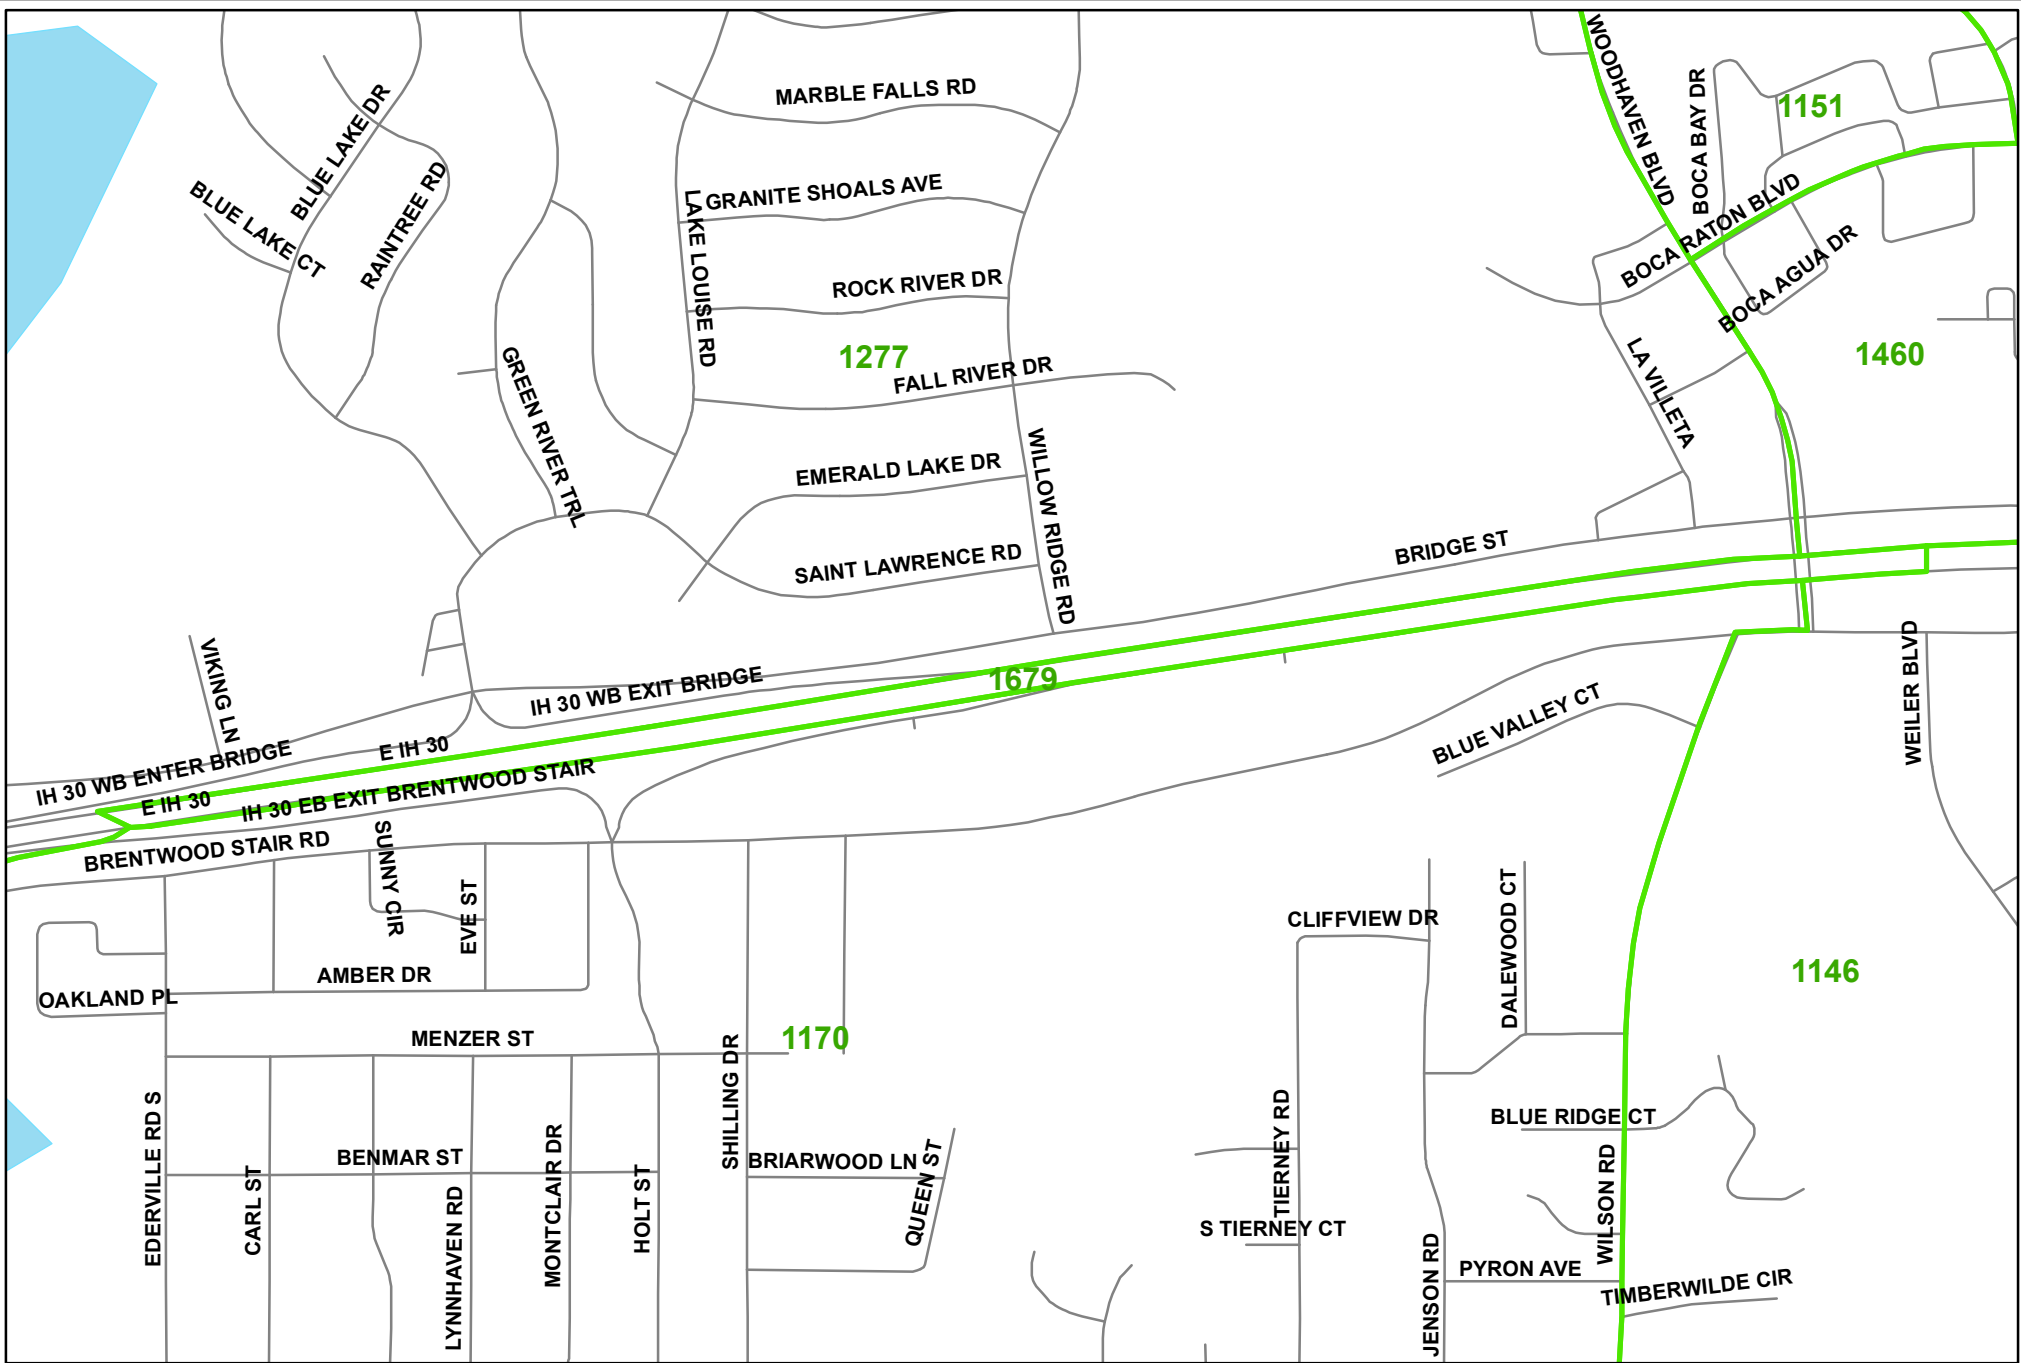 MARBLE FALLS RD
WOODHAVEN BLVD
BOCA BAY DR
1151
BLUE LAKE DR
BLUE LAKE CT
RAINTREE RD
LAKE LOUISE RD
GRANITE SHOALS AVE
BOCA RATON BLVD
BOCA AGUA DR
ROCK RIVER DR
1277
FALL RIVER DR
GREEN RIVER TRL
LA VILLETA
1460
EMERALD LAKE DR
WILLOW RIDGE RD
SAINT LAWRENCE RD
BRIDGE ST
VIKING LN
IH 30 WB EXIT BRIDGE
1679
WEILER BLVD
BLUE VALLEY CT
IH 30 WB ENTER BRIDGE
E IH 30
E IH 30
IH 30 EB EXIT BRENTWOOD STAIR
BRENTWOOD STAIR RD
SUNNY CIR
EVE ST
CLIFFVIEW DR
DALEWOOD CT
AMBER DR
OAKLAND PL
1146
MENZER ST
1170
SHILLING DR
EDERVILLE RD S
CARL ST
BENMAR ST
LYNNHAVEN RD
MONTCLAIR DR
HOLT ST
BRIARWOOD LN
QUEEN ST
TIERNEY RD
S TIERNEY CT
BLUE RIDGE CT
WILSON RD
JENSON RD
PYRON AVE
TIMBERWILDE CIR